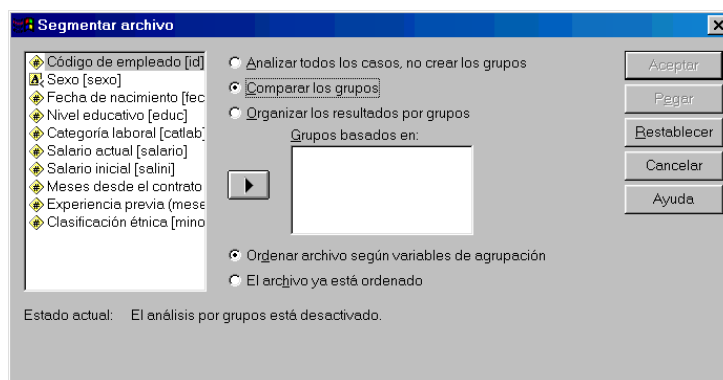 Segmentar archivo
Código de empleado [id]
Sexo [sexo]
Fecha de nacimiento [fec
Nivel educativo [educ]
Categoría laboral [catlab]
Salario actual [salario]
Salario inicial [salini]
Meses desde el contrato
Experiencia previa (mese
Clasificación étnica [mino
Analizar todos los casos, no crear los grupos
Comparar los grupos
Organizar los resultados por grupos
Grupos basados en:
Ordenar archivo según variables de agrupación
El archivo ya está ordenado
Aceptar
Pegar
Restablecer
Cancelar
Ayuda
Estado actual: El análisis por grupos está desactivado.